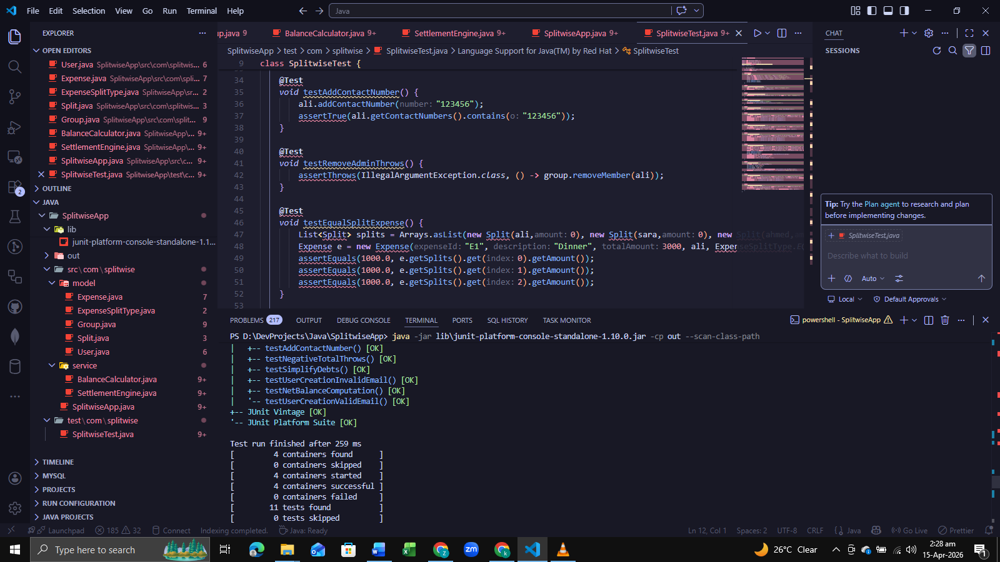 File Edit Selection View Go Run Terminal Help
Java
EXPLORER
OPEN EDITORS
User.java SplitwiseApp\src\com\splitwis... 6
Expense.java SplitwiseApp\src\com\spli... 7
ExpenseSplitType.java SplitwiseApp\sr... 2
Split.java SplitwiseApp\src\com\splitwis... 3
Group.java SplitwiseApp\src\com\split... 9
BalanceCalculator.java SplitwiseApp\... 9+
SettlementEngine.java SplitwiseApp\... 9+
SplitwiseApp.java SplitwiseApp\src\c... 9+
SplitwiseTest.java SplitwiseApp\test\c... 9+
OUTLINE
JAVA
SplitwiseApp
lib
junit-platform-console-standalone-1.1...
out
src\com\splitwise
model
Expense.java 7
ExpenseSplitType.java 2
Group.java 9
Split.java 3
User.java 6
service
BalanceCalculator.java 9+
SettlementEngine.java 9+
SplitwiseApp.java 9+
test\com\splitwise
SplitwiseTest.java 9+
TIMELINE
MYSQL
PROJECTS
RUN CONFIGURATION
JAVA PROJECTS
2
up.java 9 BalanceCalculator.java 9+ SettlementEngine.java 9+ SplitwiseApp.java 9+ SplitwiseTest.java 9+
SplitwiseApp > test > com > splitwise > SplitwiseTest.java > Language Support for Java(TM) by Red Hat > SplitwiseTest
9 class SplitwiseTest {
34 @Test
35 void testAddContactNumber() {
36 ali.addContactNumber(number: "123456");
37 assertTrue(ali.getContactNumbers().contains(o: "123456"));
38 }
39
40 @Test
41 void testRemoveAdminThrows() {
42 assertThrows(IllegalArgumentException.class, () -> group.removeMember(ali));
43 }
44
45 @Test
46 void testEqualSplitExpense() {
47 List<Split> splits = Arrays.asList(new Split(ali,amount: 0), new Split(sara,amount: 0), new Split(ahmed,
48 Expense e = new Expense(expenseId: "E1", description: "Dinner", totalAmount: 3000, ali, ExpenseSplitType.
49 assertEquals(1000.0, e.getSplits().get(index: 0).getAmount());
50 assertEquals(1000.0, e.getSplits().get(index: 1).getAmount());
51 assertEquals(1000.0, e.getSplits().get(index: 2).getAmount());
52 }
53
PROBLEMS 217 OUTPUT DEBUG CONSOLE TERMINAL PORTS SQL HISTORY TASK MONITOR
powershell - SplitwiseApp
PS D:\DevProjects\Java\SplitwiseApp> java -jar lib\junit-platform-console-standalone-1.10.0.jar -cp out --scan-class-path
| +-- testAddContactNumber() [OK]
| +-- testNegativeTotalThrows() [OK]
| +-- testSimplifyDebts() [OK]
| +-- testUserCreationInvalidEmail() [OK]
| +-- testNetBalanceComputation() [OK]
| '-- testUserCreationValidEmail() [OK]
+-- JUnit Vintage [OK]
'-- JUnit Platform Suite [OK]
Test run finished after 259 ms
[ 4 containers found ]
[ 0 containers skipped ]
[ 4 containers started ]
[ 4 containers successful ]
[ 0 containers failed ]
[ 11 tests found ]
[ 0 tests skipped ]
CHAT
SESSIONS
Tip: Try the Plan agent to research and plan
before implementing changes.
SplitwiseTest.java
Describe what to build
Auto
Local Default Approvals
Launchpad 185 32 Connect Indexing completed. Java: Ready
Ln 12, Col 1 Spaces: 2 UTF-8 CRLF {} Java Go Live Prettier
Type here to search
26°C Clear
2:28 am
15-Apr-2026
1